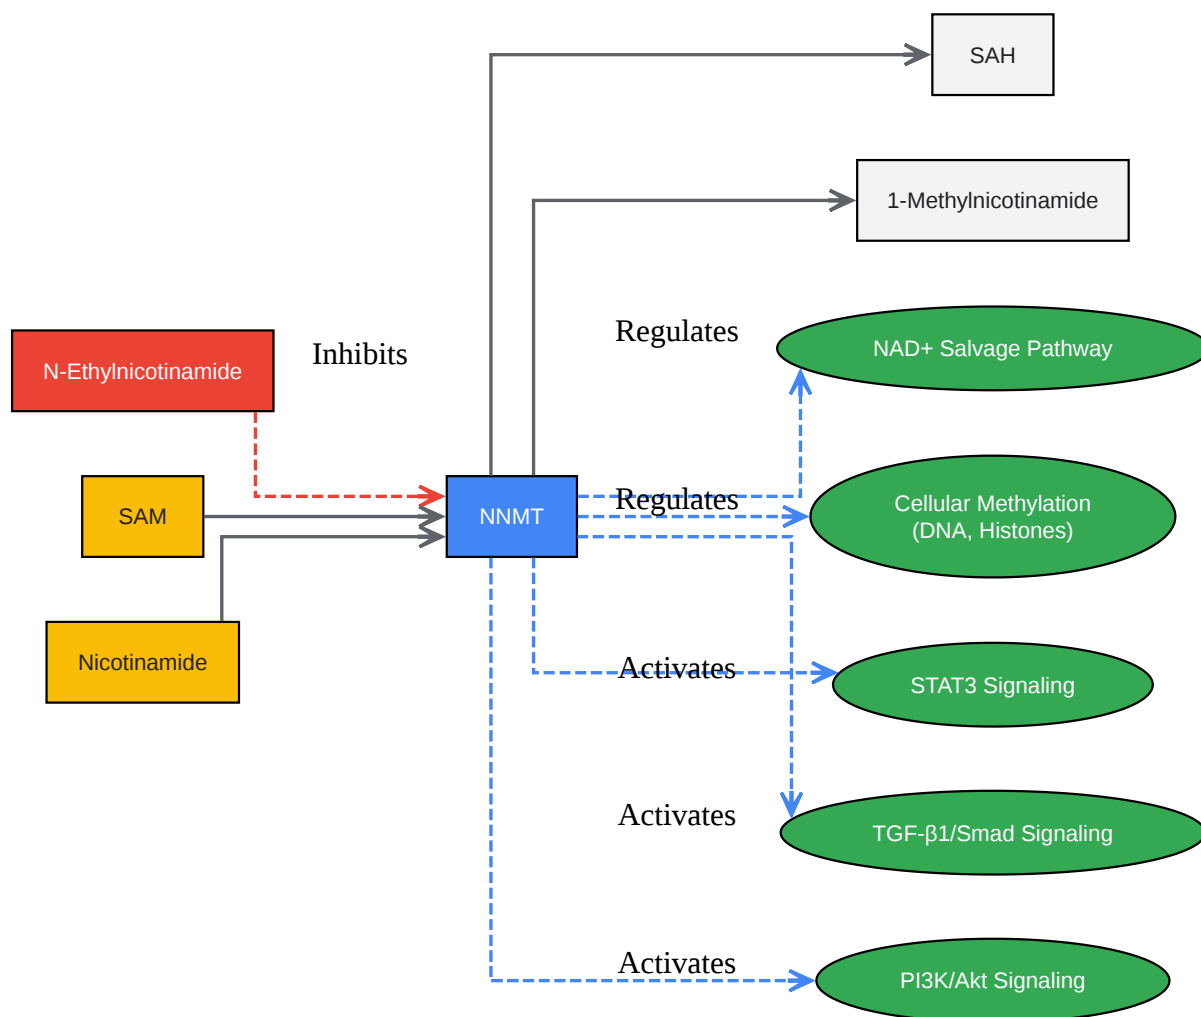 SAH
1-Methylnicotinamide
Regulates
NAD+ Salvage Pathway
Inhibits
N-Ethylnicotinamide
Regulates
Cellular Methylation
(DNA, Histones)
SAM
NNMT
Nicotinamide
Activates
STAT3 Signaling
Activates
TGF-β1/Smad Signaling
Activates
PI3K/Akt Signaling